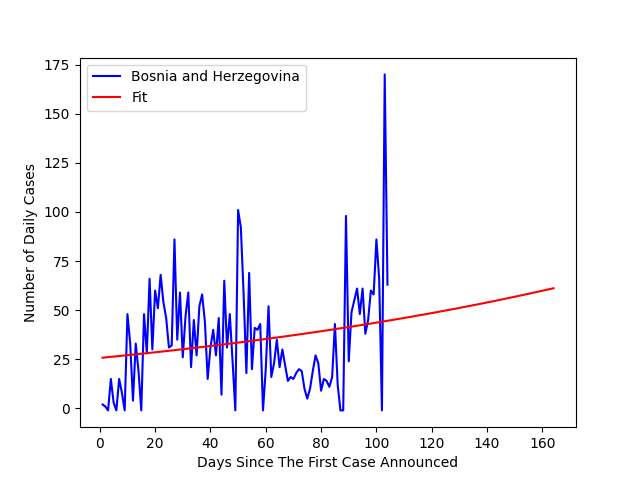 Bosnia and Herzegovina
Fit
175
150
125
100
75
50
25
0
Number of Daily Cases
0 20 40 60 80 100 120 140 160
Days Since The First Case Announced